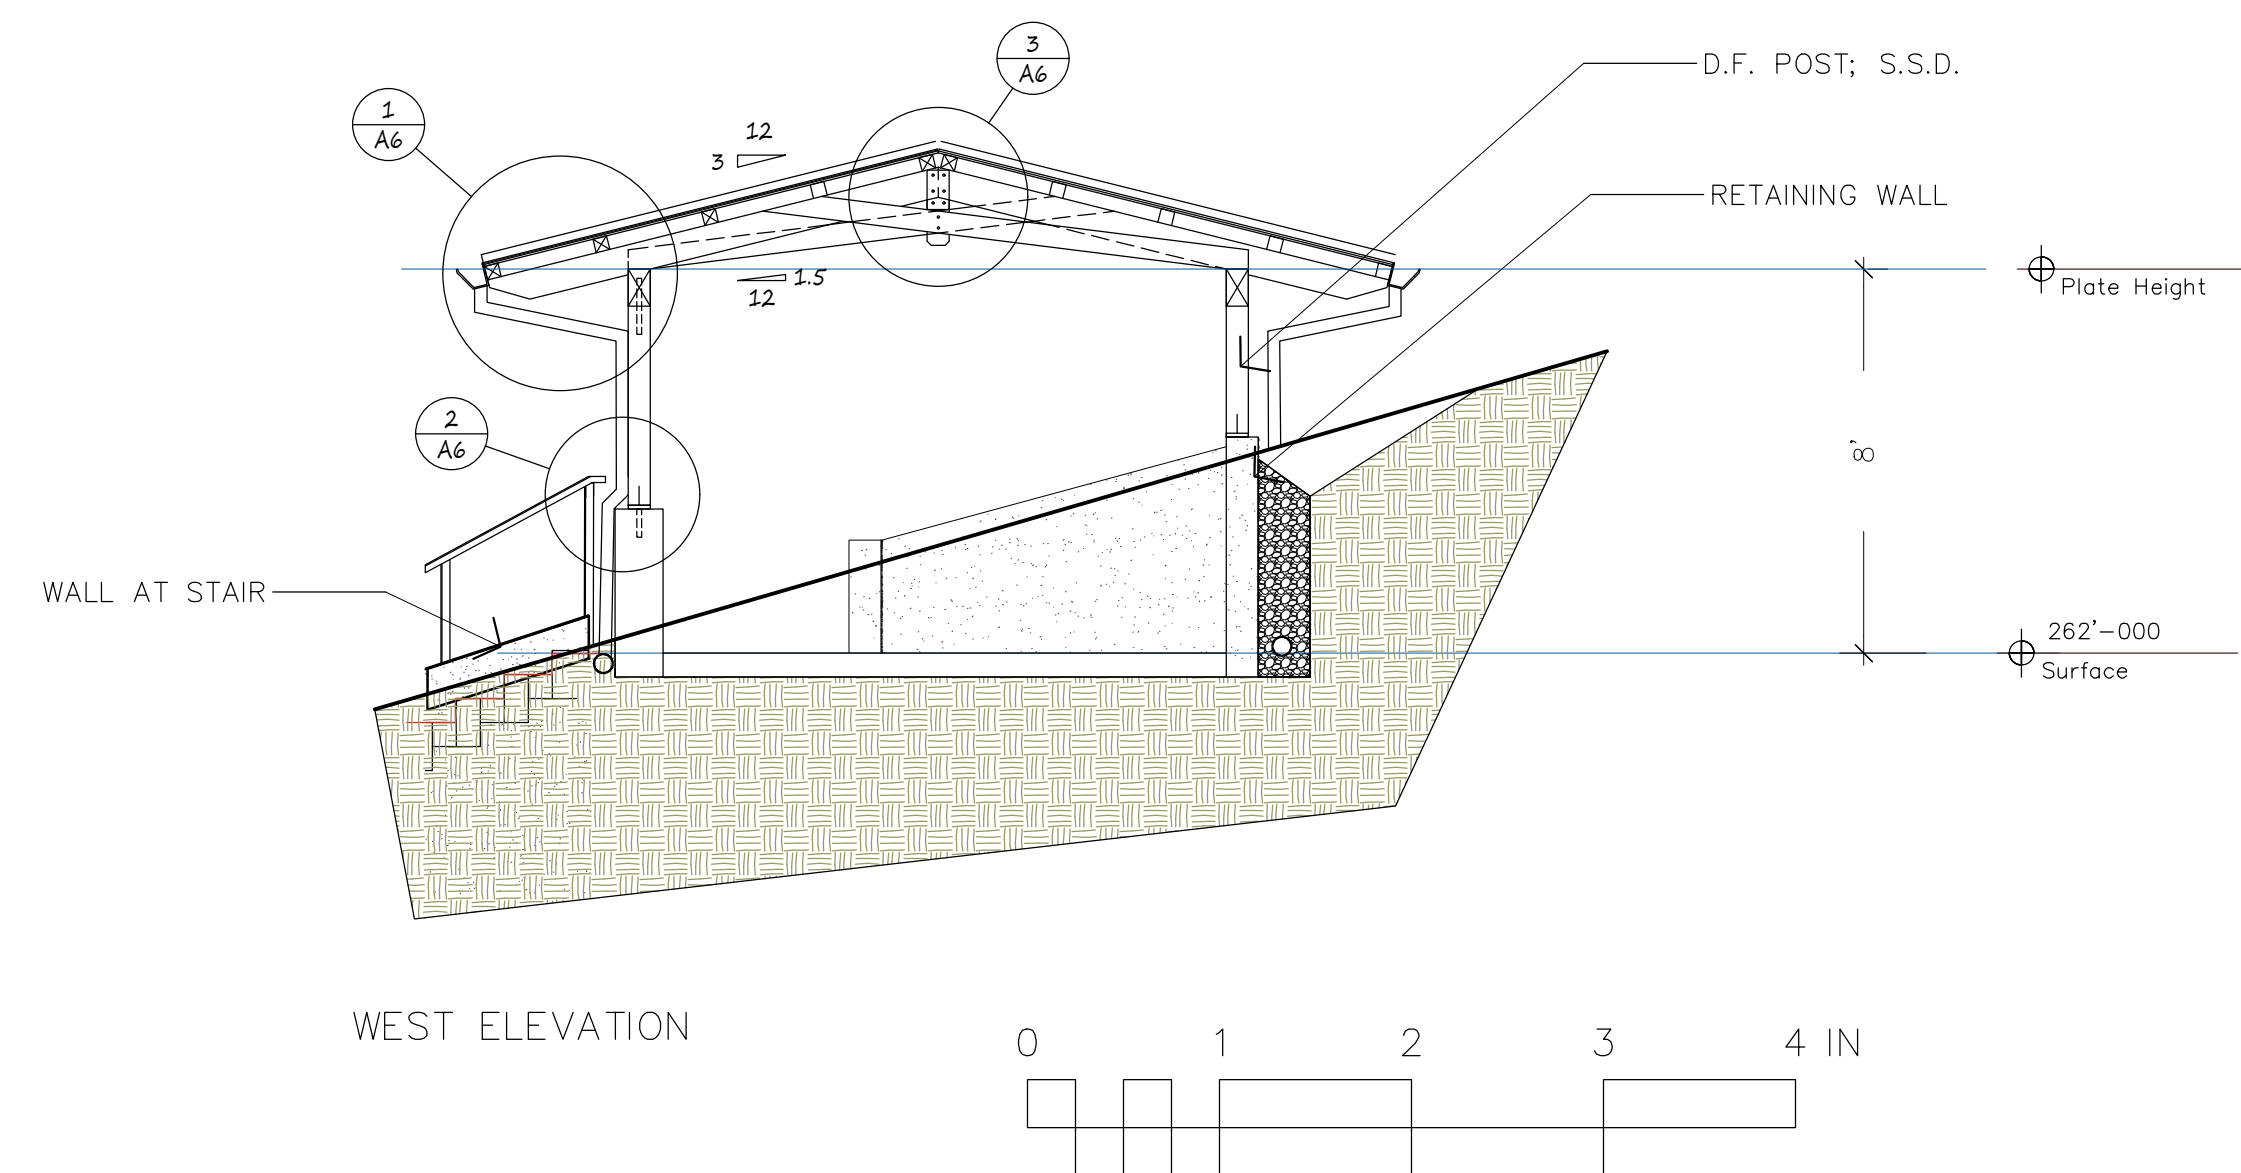 3
A6
D.F. POST; S.S.D.
1
A6
12
3
RETAINING WALL
1.5
12
Plate Height
2
A6
8'
WALL AT STAIR
262'-000
Surface
WEST ELEVATION
0 1 2 3 4 IN